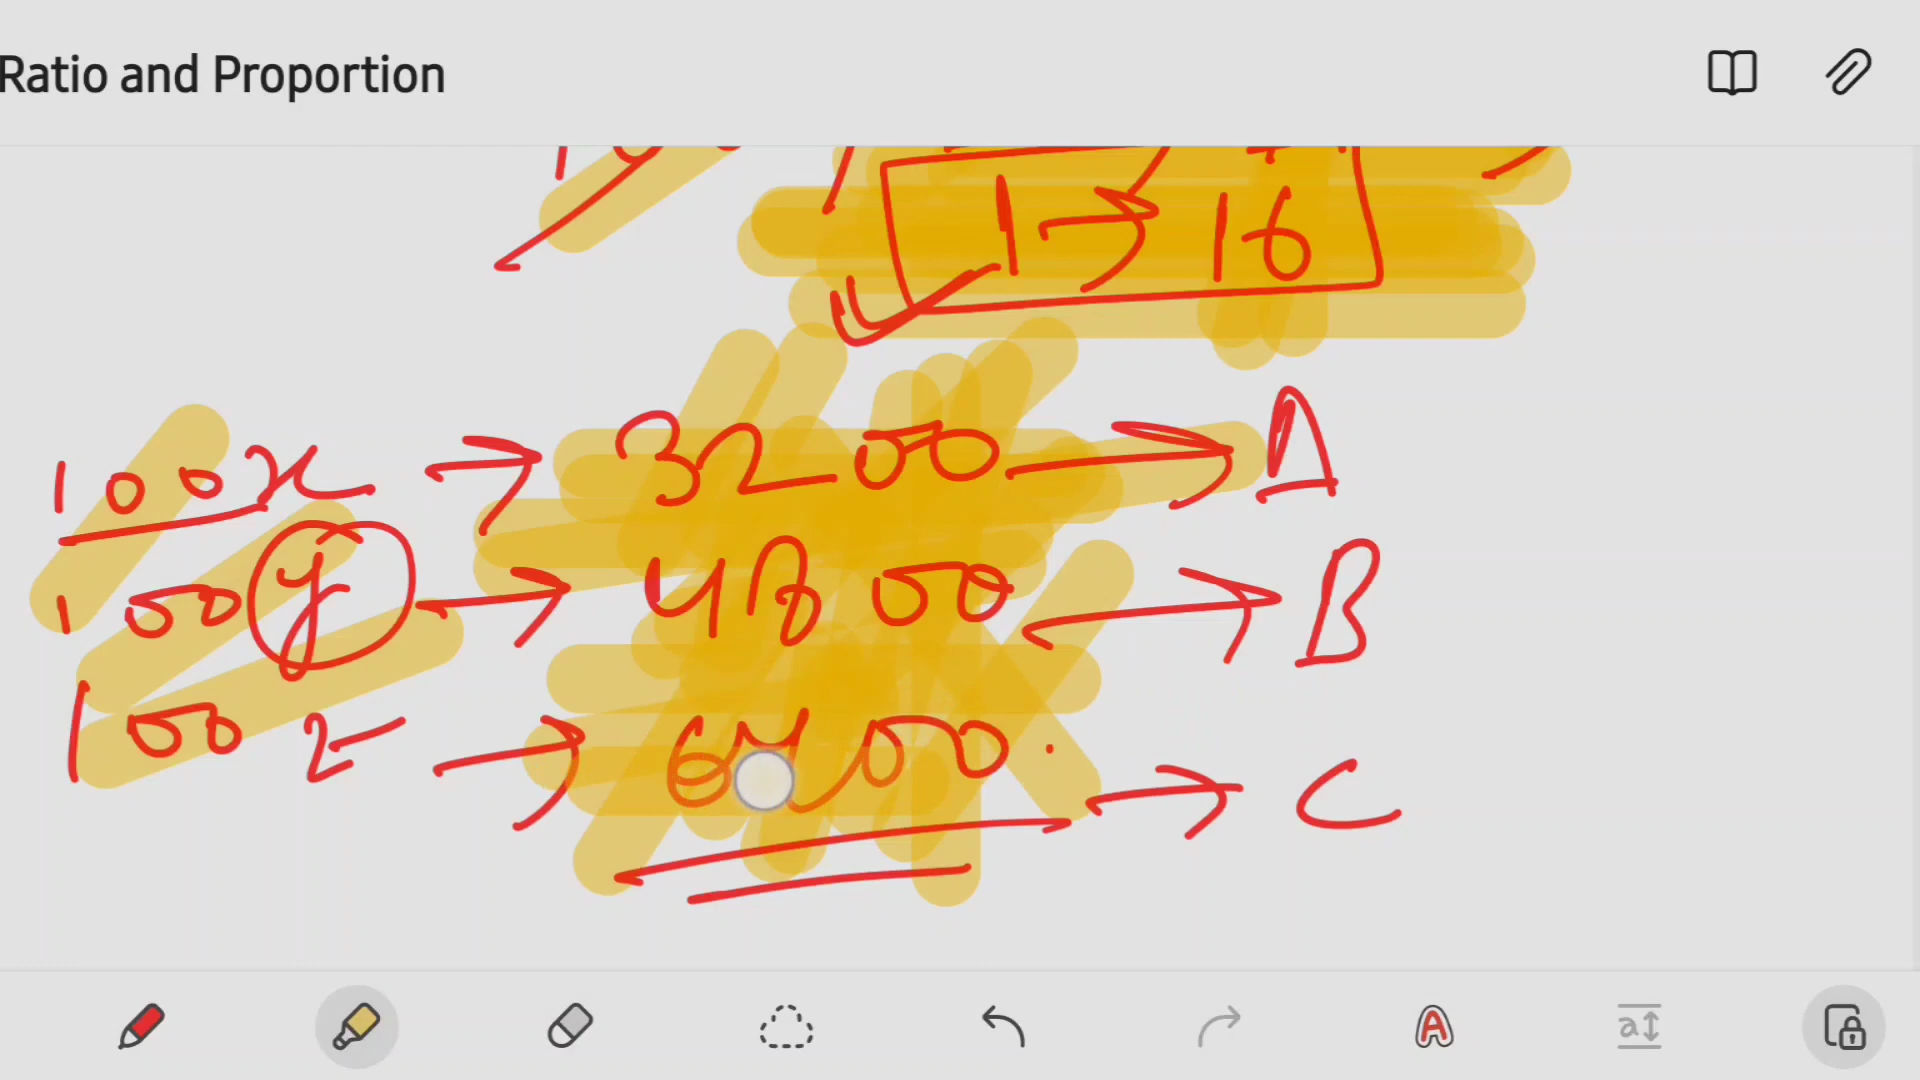 Ratio and Proportion
1 → 16
100x → 3200 → A
100y → 4800 → B
100z → 6400 → C
A
a